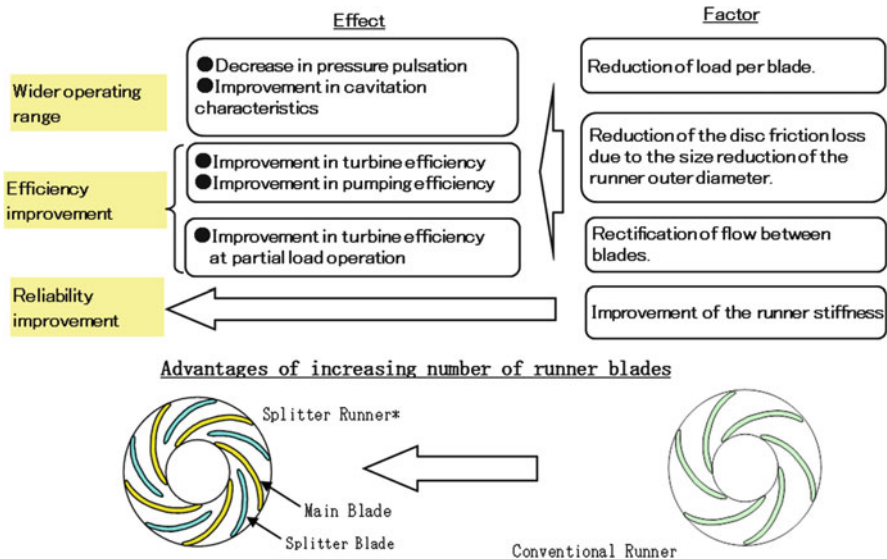 Effect
Factor
Wider operating
range
●Decrease in pressure pulsation
●Improvement in cavitation
characteristics
Reduction of load per blade.
Efficiency
improvement
●Improvement in turbine efficiency
●Improvement in pumping efficiency
Reduction of the disc friction loss
due to the size reduction of the
runner outer diameter.
●Improvement in turbine efficiency
at partial load operation
Rectification of flow between
blades.
Reliability
improvement
Improvement of the runner stiffness
Advantages of increasing number of runner blades
Splitter Runner*
Main Blade
Splitter Blade
Conventional Runner